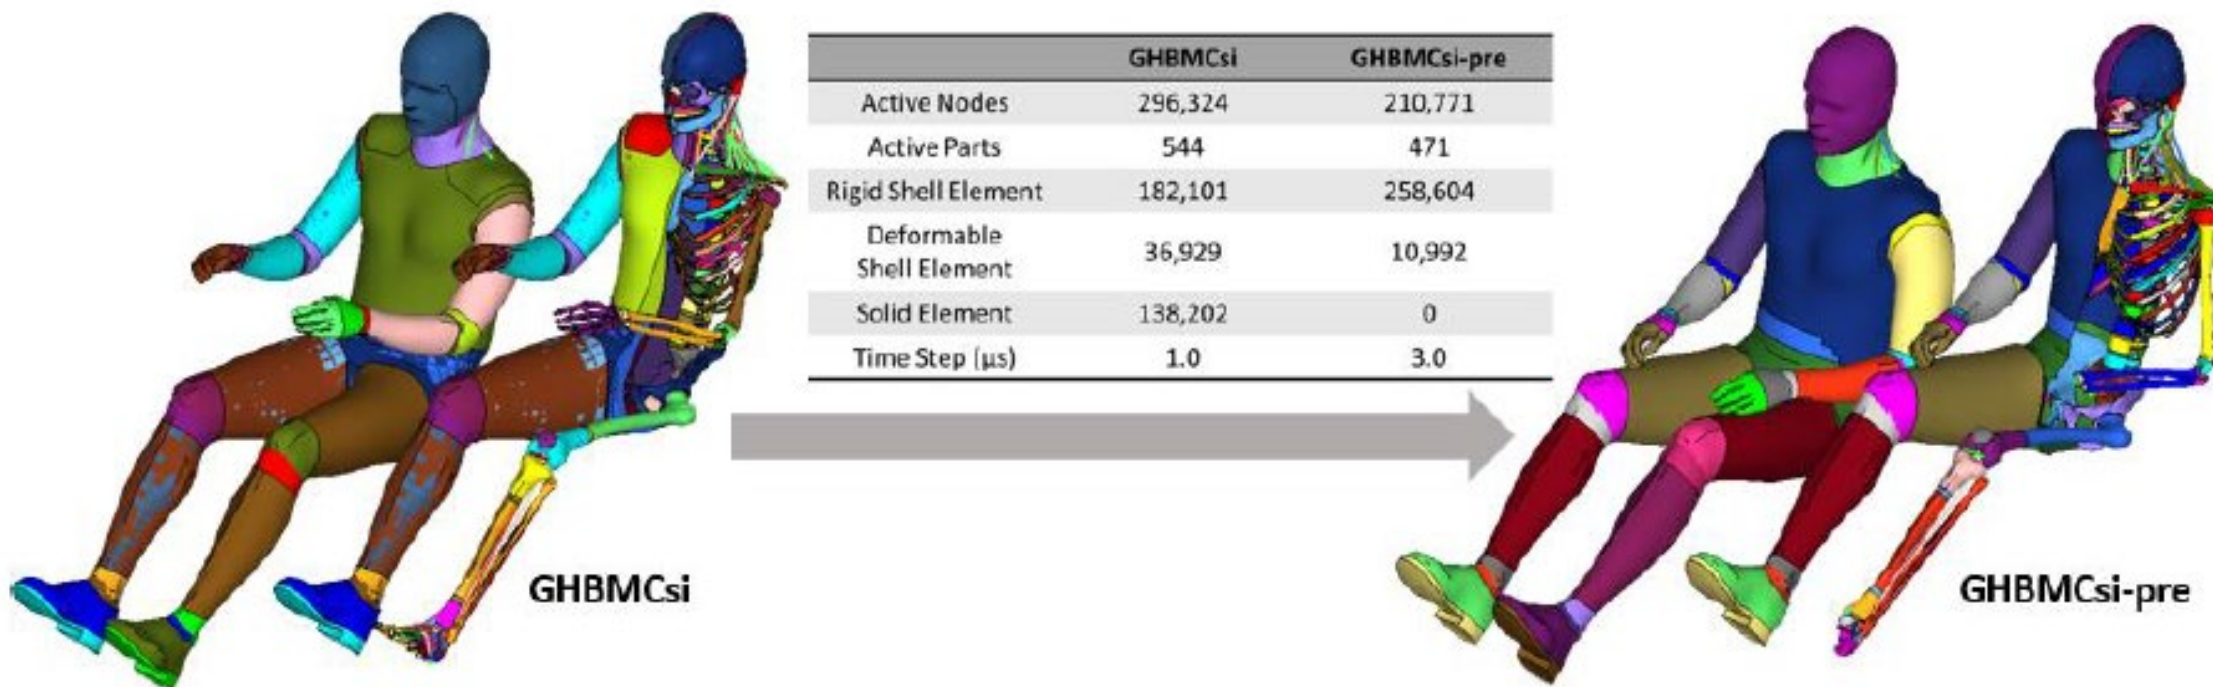 GHBMCsi GHBMCsi-pre
Active Nodes 296,324 210,771
Active Parts 544 471
Rigid Shell Element 182,101 258,604
Deformable
Shell Element 36,929 10,992
Solid Element 138,202 0
Time Step (μs) 1.0 3.0
GHBMCsi
GHBMCsi-pre